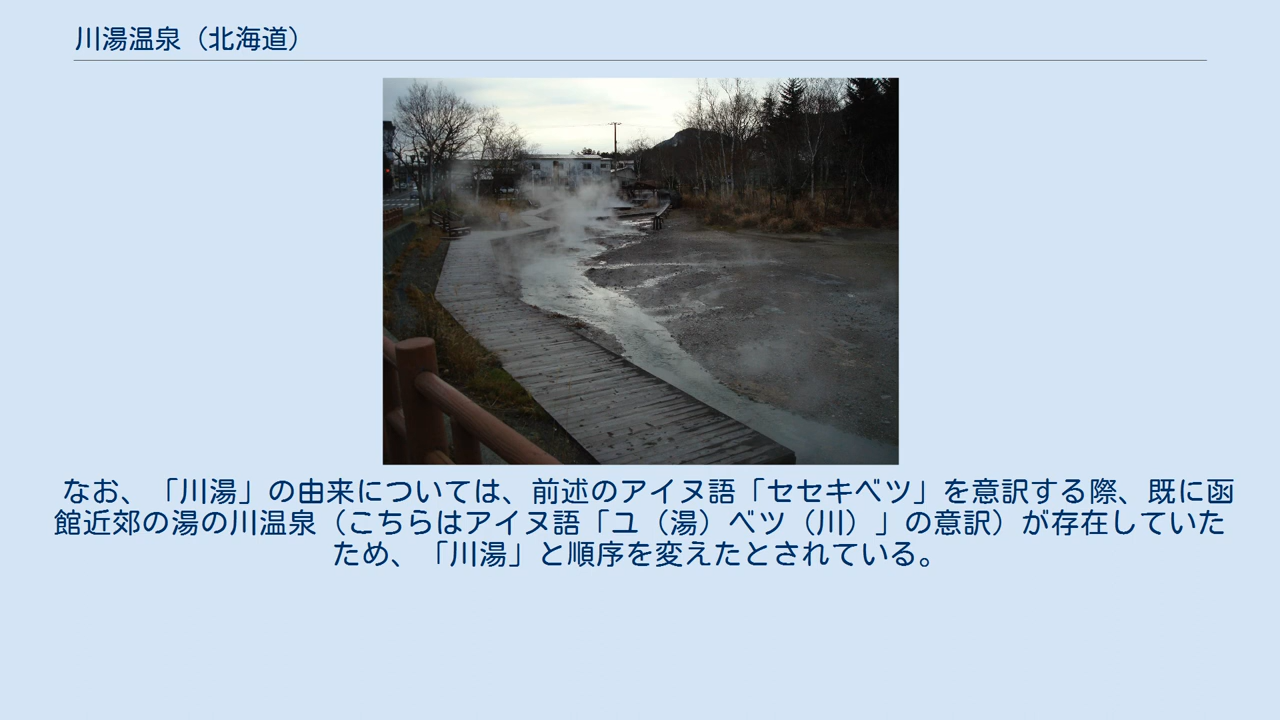 川湯温泉（北海道）
なお、「川湯」の由来については、前述のアイヌ語「セセキベツ」を意訳する際、既に函
館近郊の湯の川温泉（こちらはアイヌ語「ユ（湯）ベツ（川）」の意訳）が存在していた
ため、「川湯」と順序を変えたとされている。